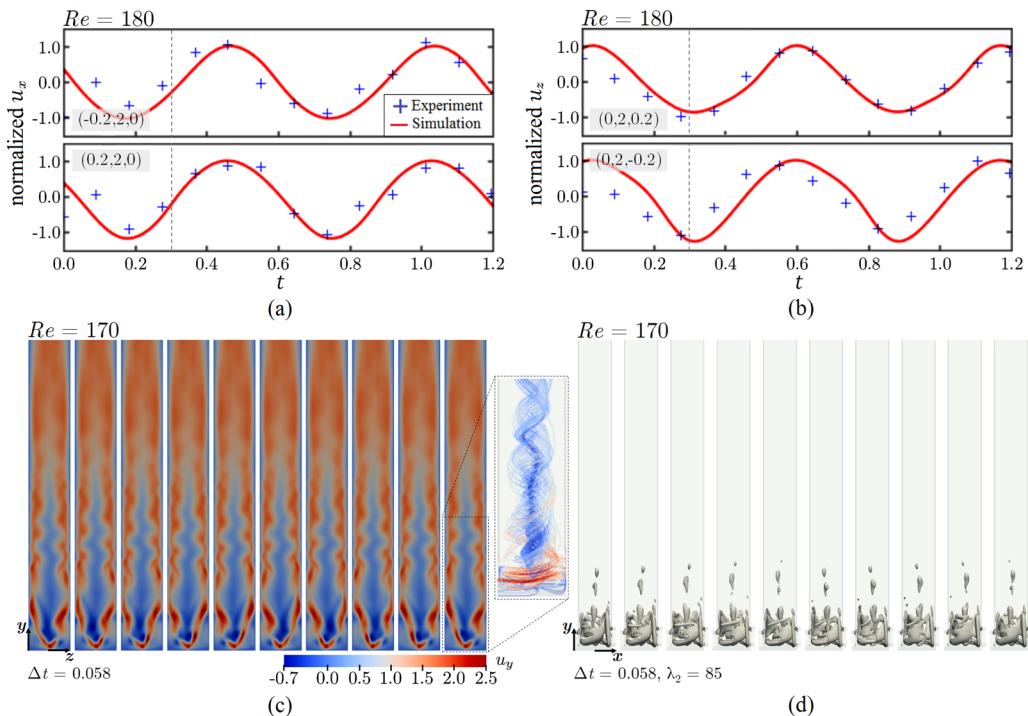 Re = 180
normalized u_x
1.0
0.0
-1.0
(-0.2,2,0)
Experiment
Simulation
1.0
0.0
-1.0
(0.2,2,0)
0.0 0.2 0.4 0.6 0.8 1.0 1.2
t
(a)
Re = 180
normalized u_z
1.0
0.0
-1.0
(0,2,0.2)
1.0
0.0
-1.0
(0,2,-0.2)
0.0 0.2 0.4 0.6 0.8 1.0 1.2
t
(b)
Re = 170
y
z
Δt = 0.058
u_y
-0.7 0.0 1.0 1.5 2.0 2.5
(c)
Re = 170
y
x
Δt = 0.058, λ₂ = 85
(d)